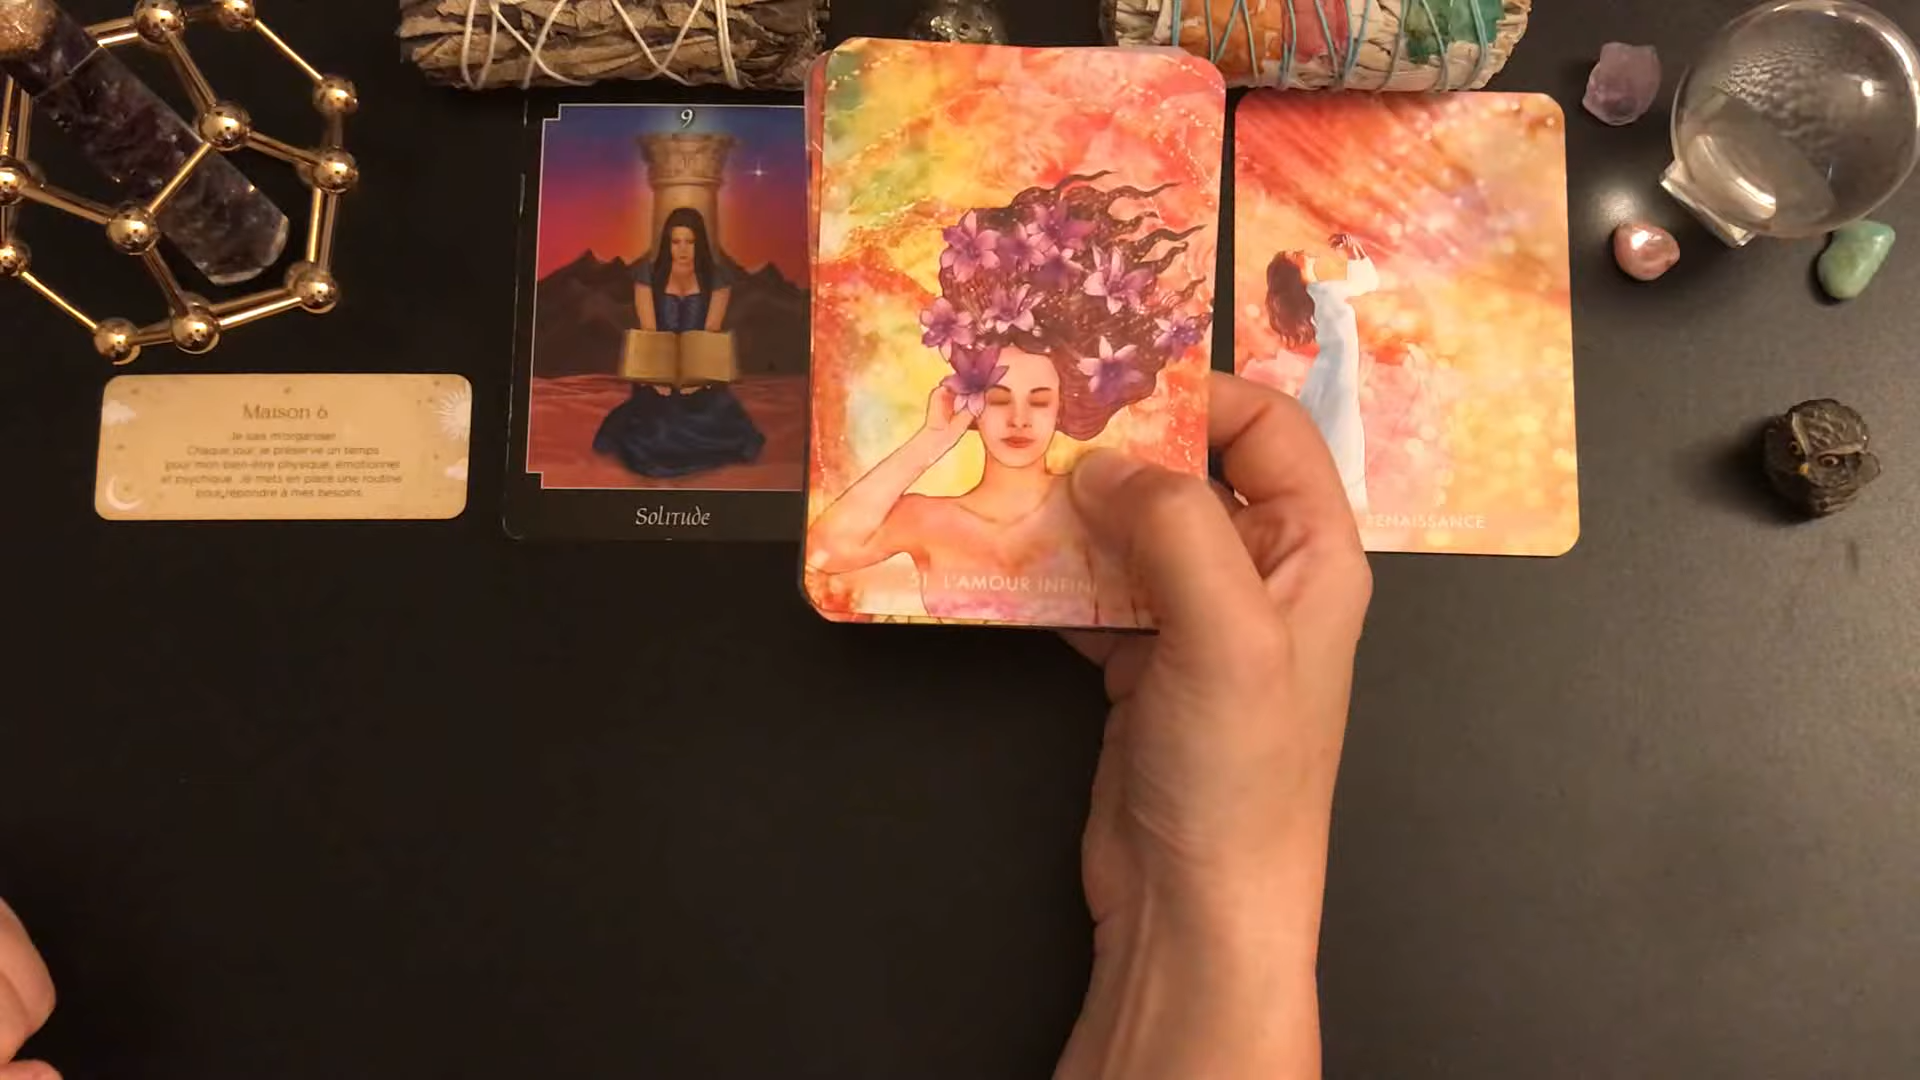 Maison 6
Je sais m'organiser.
Chaque jour je préserve un temps
pour mon bien-être physique, émotionnel
et psychique. Je mets en place une routine
pour répondre à mes besoins.
9
Solitude
51 L'AMOUR INFINI
RENAISSANCE